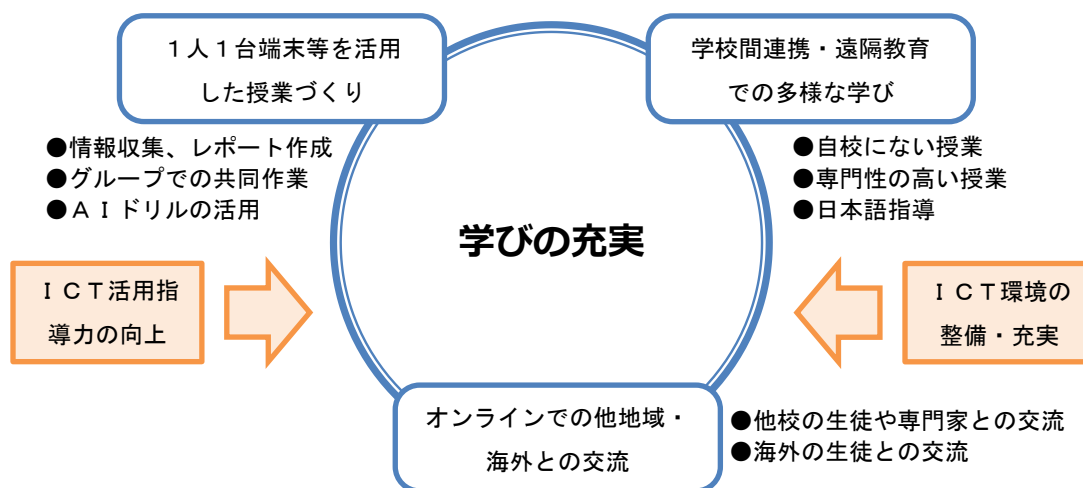 １人１台端末等を活用
した授業づくり
●情報収集、レポート作成
●グループでの共同作業
●ＡＩドリルの活用
学校間連携・遠隔教育
での多様な学び
●自校にない授業
●専門性の高い授業
●日本語指導
学びの充実
ＩＣＴ活用指
導力の向上
ＩＣＴ環境の
整備・充実
オンラインでの他地域・
海外との交流
●他校の生徒や専門家との交流
●海外の生徒との交流